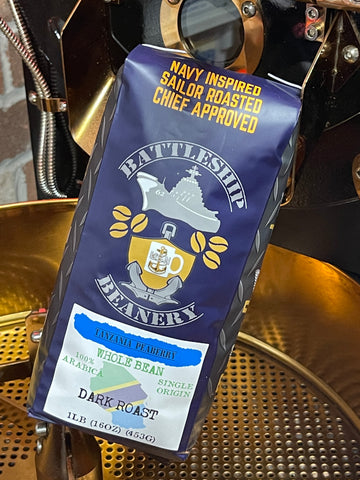 NAVY INSPIRED
SAILOR ROASTED
CHIEF APPROVED
BATTLESHIP
62
BEANERY
TANZANIA PEABERRY
WHOLE BEAN
100%
ARABICA
SINGLE
ORIGIN
DARK ROAST
1LB (16OZ) (453G)